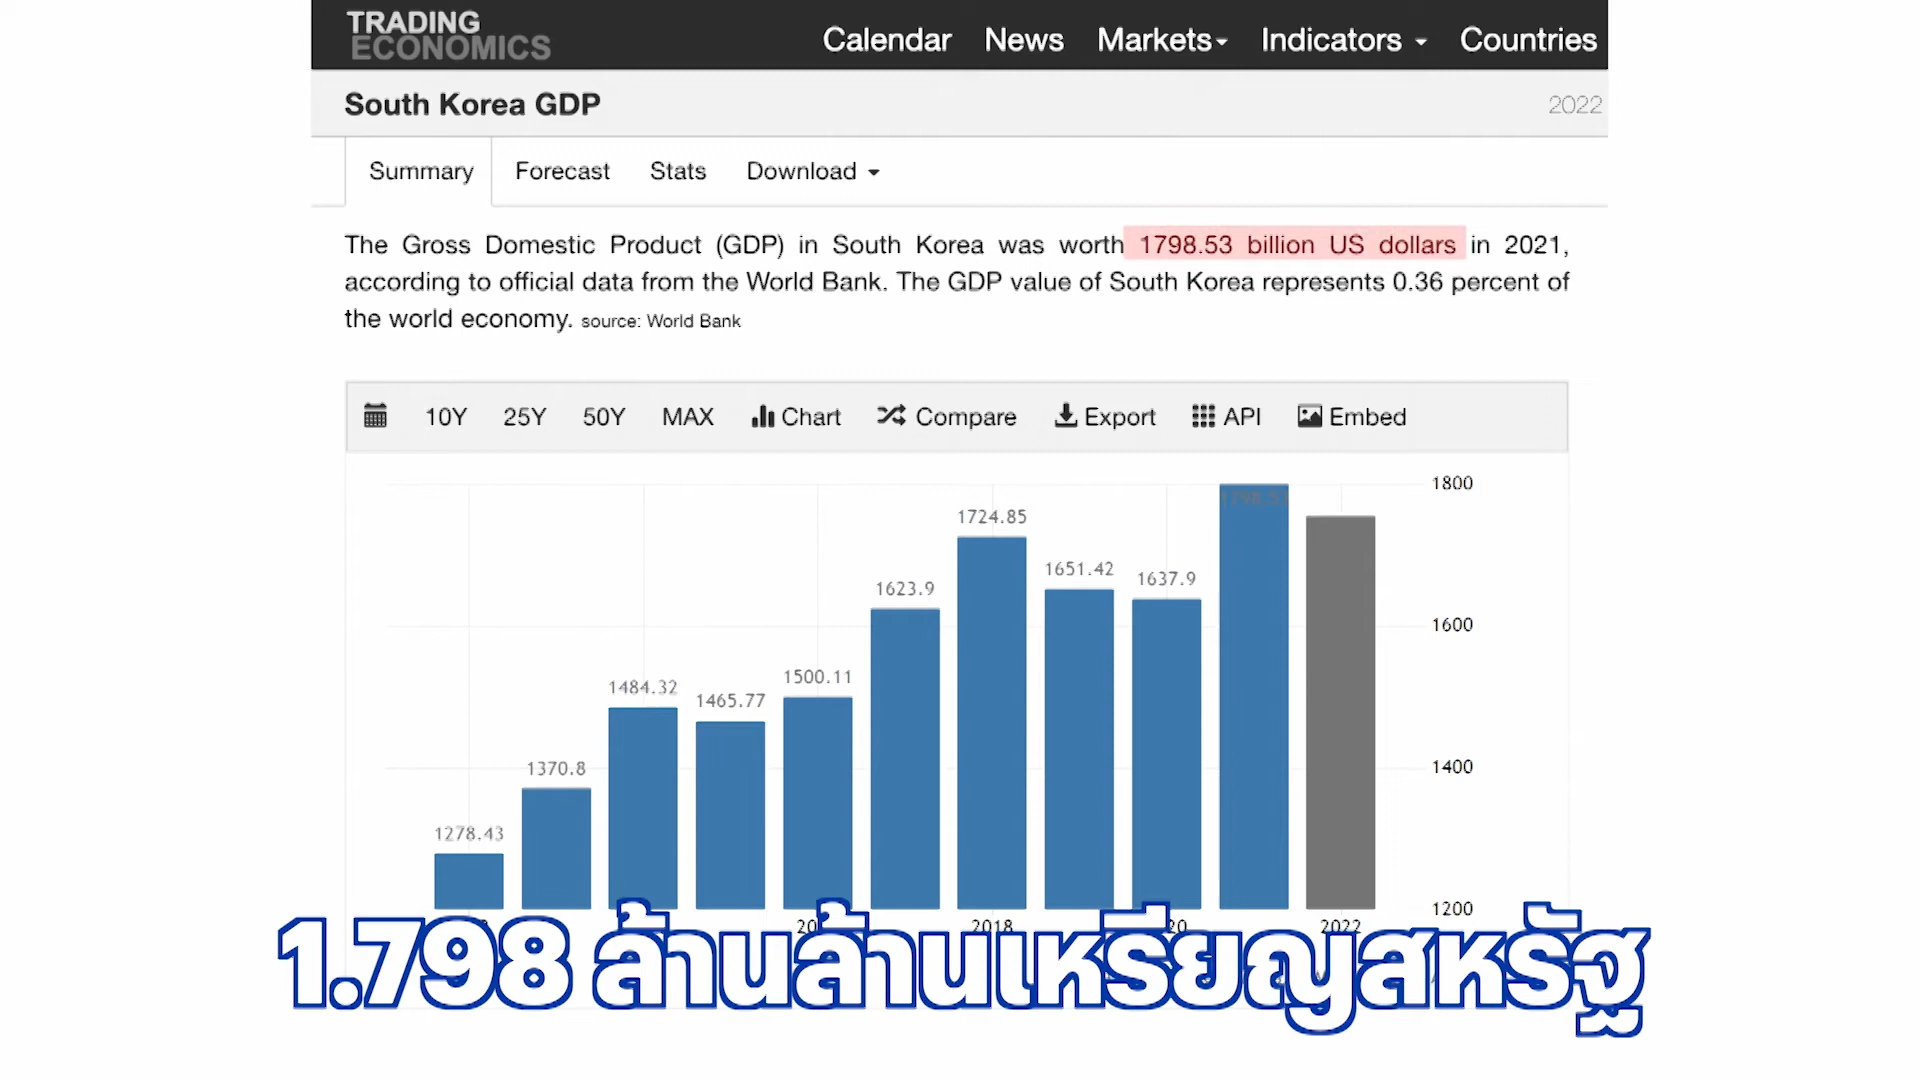 TRADING
ECONOMICS
Calendar News Markets Indicators Countries
South Korea GDP 2022
Summary Forecast Stats Download
The Gross Domestic Product (GDP) in South Korea was worth 1798.53 billion US dollars in 2021,
according to official data from the World Bank. The GDP value of South Korea represents 0.36 percent of
the world economy. source: World Bank
10Y 25Y 50Y MAX Chart Compare Export API Embed
1800
1798.53
1724.85
1651.42
1637.9
1623.9
1600
1500.11
1484.32
1465.77
1400
1370.8
1278.43
1200
2018 2022
1.798 ล้านล้านเหรียญสหรัฐ